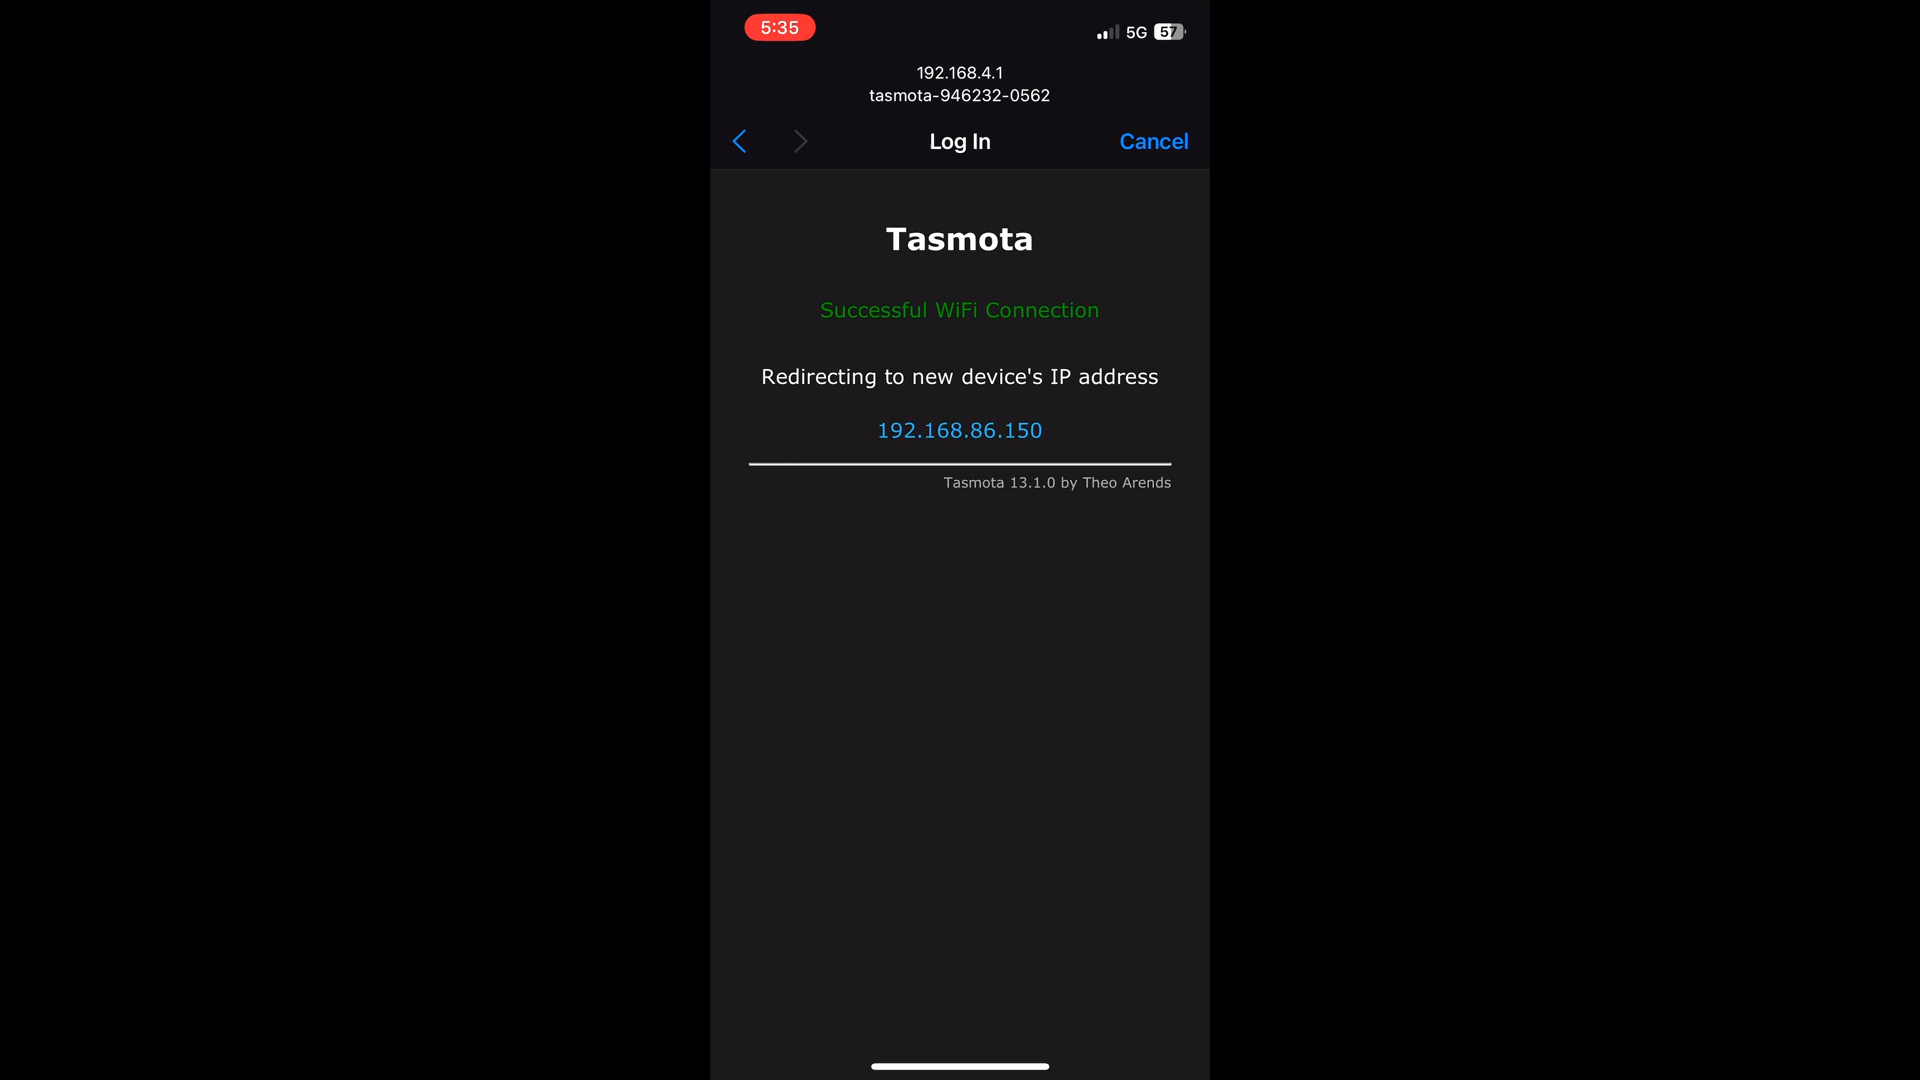 5:35
5G 57
192.168.4.1
tasmota-946232-0562
Log In
Cancel
Tasmota
Successful WiFi Connection
Redirecting to new device's IP address
192.168.86.150
Tasmota 13.1.0 by Theo Arends